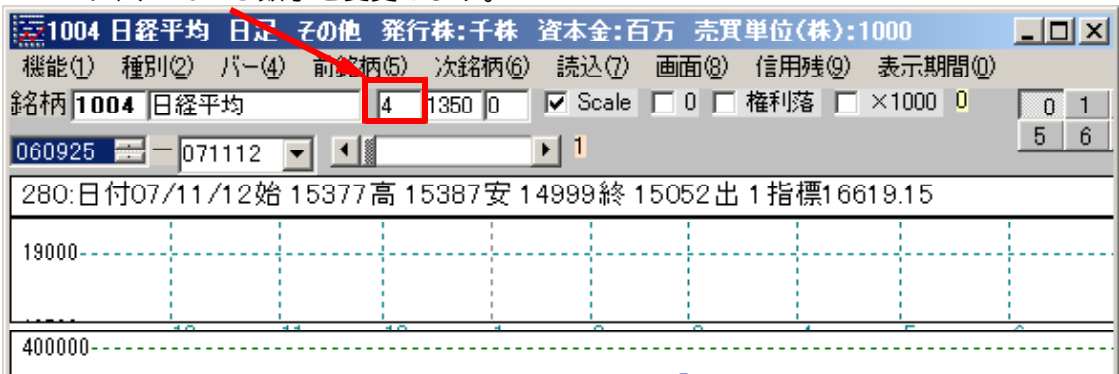 1004 日経平均 日足 その他 発行株:千株 資本金:百万 売買単位(株):1000
機能(1) 種別(2) バー(4) 前銘柄(5) 次銘柄(6) 読込(7) 画面(8) 信用残(9) 表示期間(0)
銘柄 1004 日経平均 4 1350 0 Scale 0 権利落 ×1000 0 0 1
060925 — 071112 1 5 6
280:日付07/11/12始 15377高 15387安 14999終 15052出 1指標16619.15
19000
400000